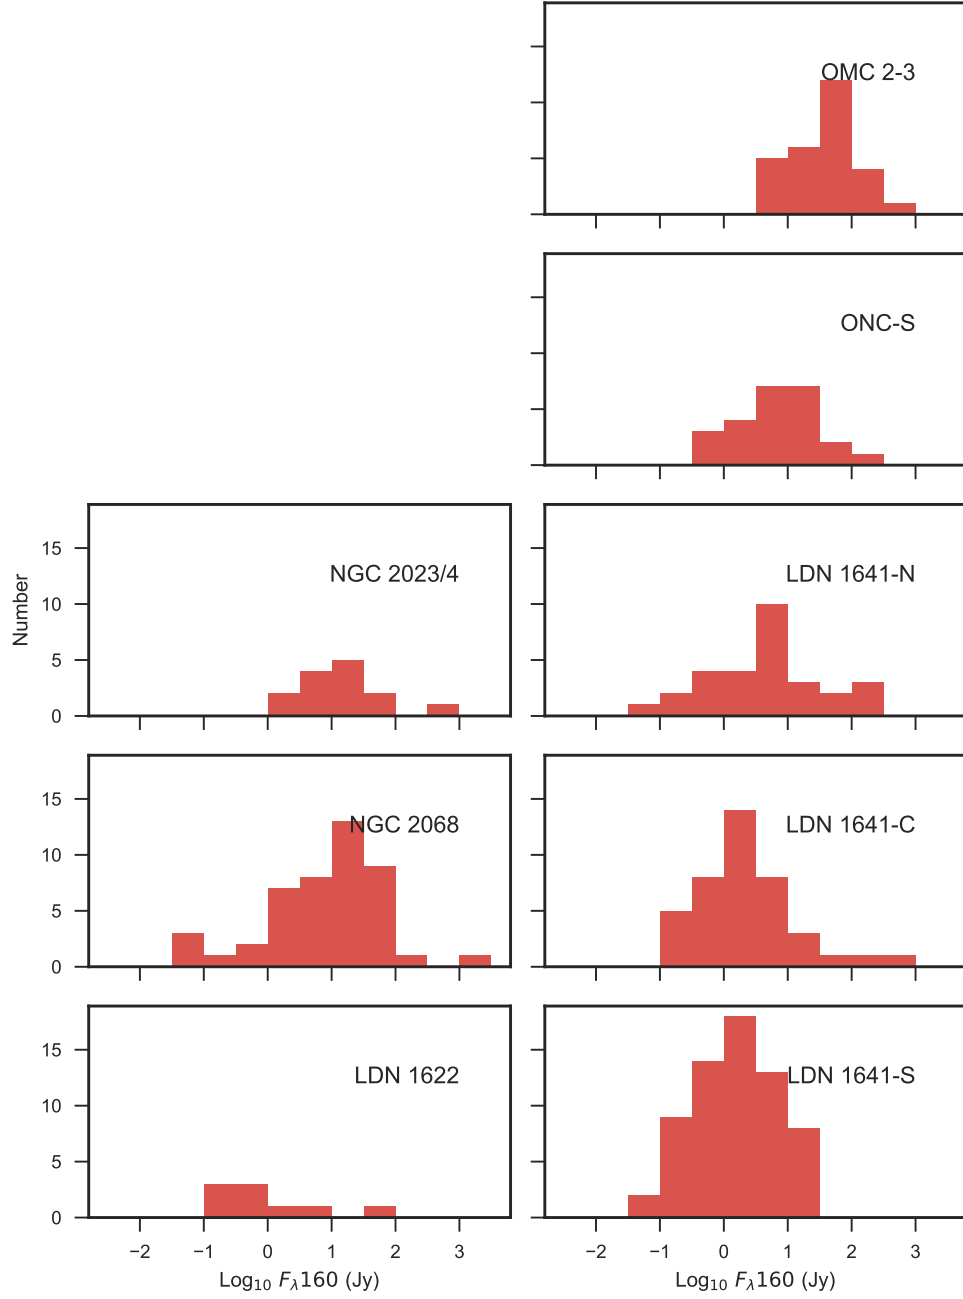 OMC 2-3
ONC-S
NGC 2023/4
LDN 1641-N
15
10
5
0
Number
NGC 2068
LDN 1641-C
15
10
5
0
LDN 1622
LDN 1641-S
15
10
5
0
−2 −1 0 1 2 3
−2 −1 0 1 2 3
Log₁₀ F_λ160 (Jy)
Log₁₀ F_λ160 (Jy)